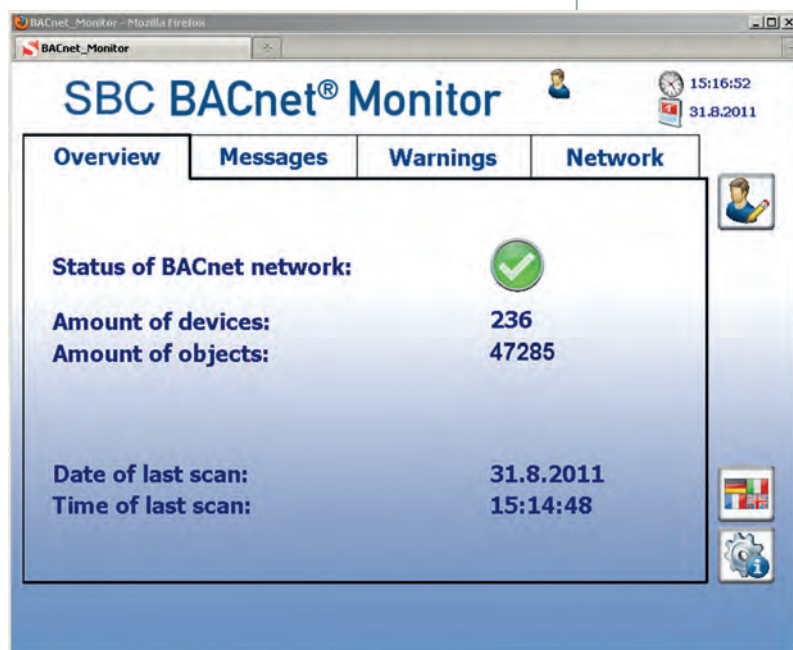 BACnet_Monitor - Mozilla Firefox
BACnet_Monitor
SBC BACnet® Monitor
15:16:52
31.8.2011
Overview Messages Warnings Network
Status of BACnet network:
Amount of devices: 236
Amount of objects: 47285
Date of last scan: 31.8.2011
Time of last scan: 15:14:48